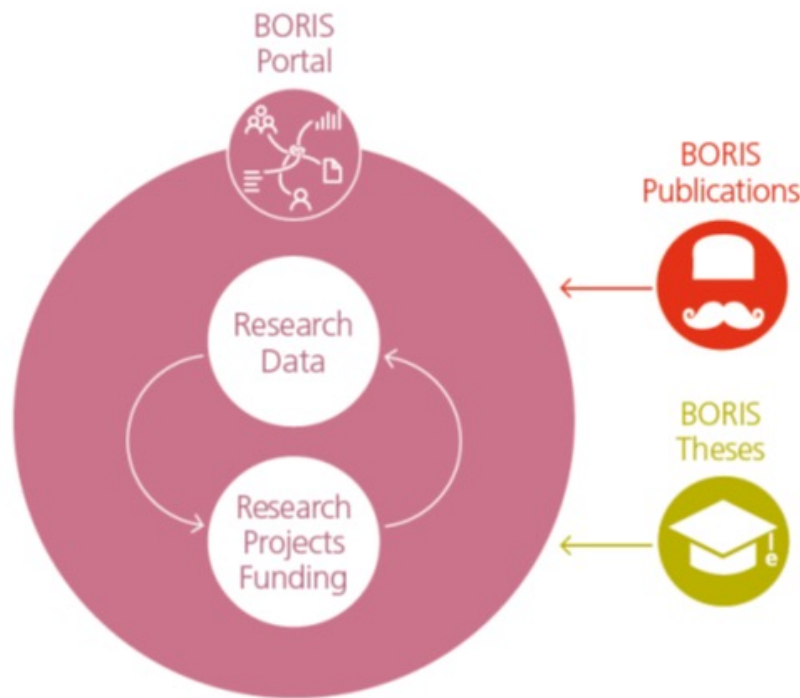 BORIS
Portal
BORIS
Publications
Research
Data
BORIS
Theses
Research
Projects
Funding
e